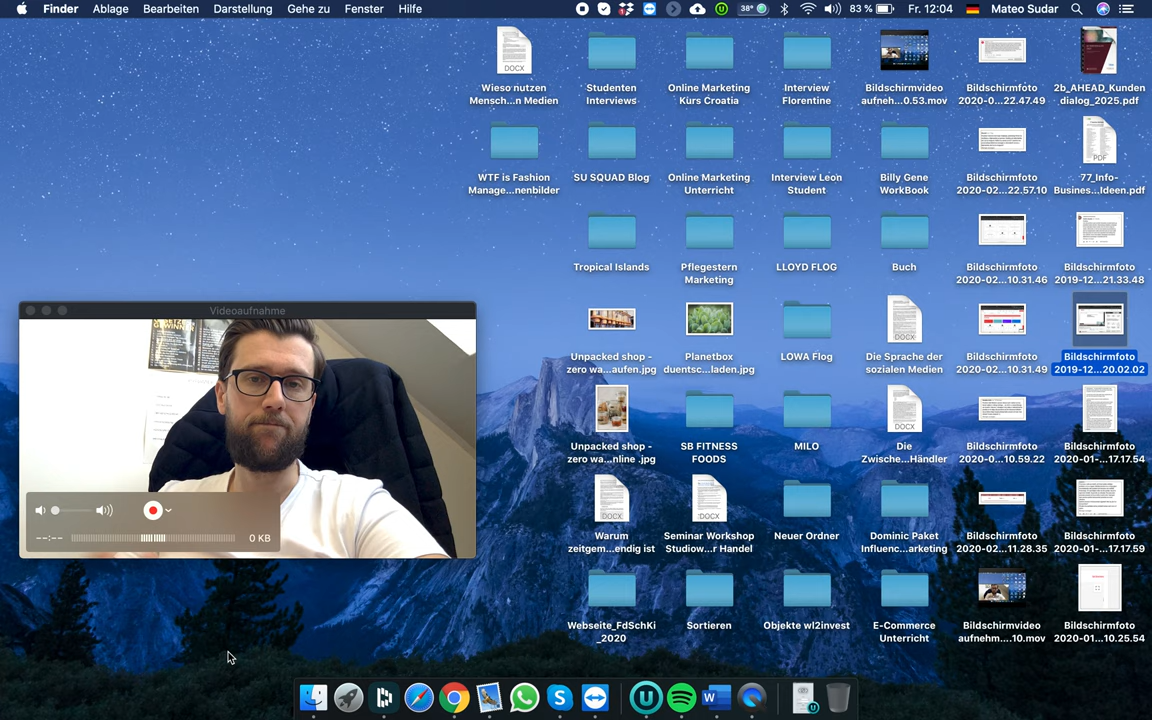 Finder Ablage Bearbeiten Darstellung Gehe zu Fenster Hilfe 38° 83 % Fr. 12:04 Mateo Sudar
DOCX
Wieso nutzen
Mensch...n Medien
Studenten
Interviews
Online Marketing
Kurs Croatia
Interview
Florentine
Bildschirmvideo
aufneh...0.53.mov
Bildschirmfoto
2020-0...22.47.49
2b_AHEAD_Kunden
dialog_2025.pdf
WTF is Fashion
Manage...nenbilder
SU SQUAD Blog
Online Marketing
Unterricht
Interview Leon
Student
Billy Gene
WorkBook
Bildschirmfoto
2020-02...22.57.10
PDF
77_Info-
Busines...Ideen.pdf
Tropical Islands
Pflegestern
Marketing
LLOYD FLOG
Buch
Bildschirmfoto
2020-02...10.31.46
Bildschirmfoto
2019-12...21.33.48
Videoaufnahme
GEWINNEN
--:--
0 KB
Unpacked shop -
zero wa...aufen.jpg
Planetbox
duentsc...laden.jpg
LOWA Flog
DOCX
Die Sprache der
sozialen Medien
Bildschirmfoto
2020-02...10.31.49
Bildschirmfoto
2019-12...20.02.02
Unpacked shop -
zero wa...nline .jpg
SB FITNESS
FOODS
MILO
DOCX
Die
Zwische...Händler
Bildschirmfoto
2020-0...10.59.22
Bildschirmfoto
2020-01-...17.17.54
DOCX
Warum
zeitgem...endig ist
DOCX
Seminar Workshop
Studiow...r Handel
Neuer Ordner
Dominic Paket
Influenc...arketing
Bildschirmfoto
2020-02...11.28.35
Bildschirmfoto
2020-01-...17.17.59
Webseite_FdSchKi
_2020
Sortieren
Objekte wI2invest
E-Commerce
Unterricht
Bildschirmvideo
aufnehm...10.mov
Bildschirmfoto
2020-01...10.25.54